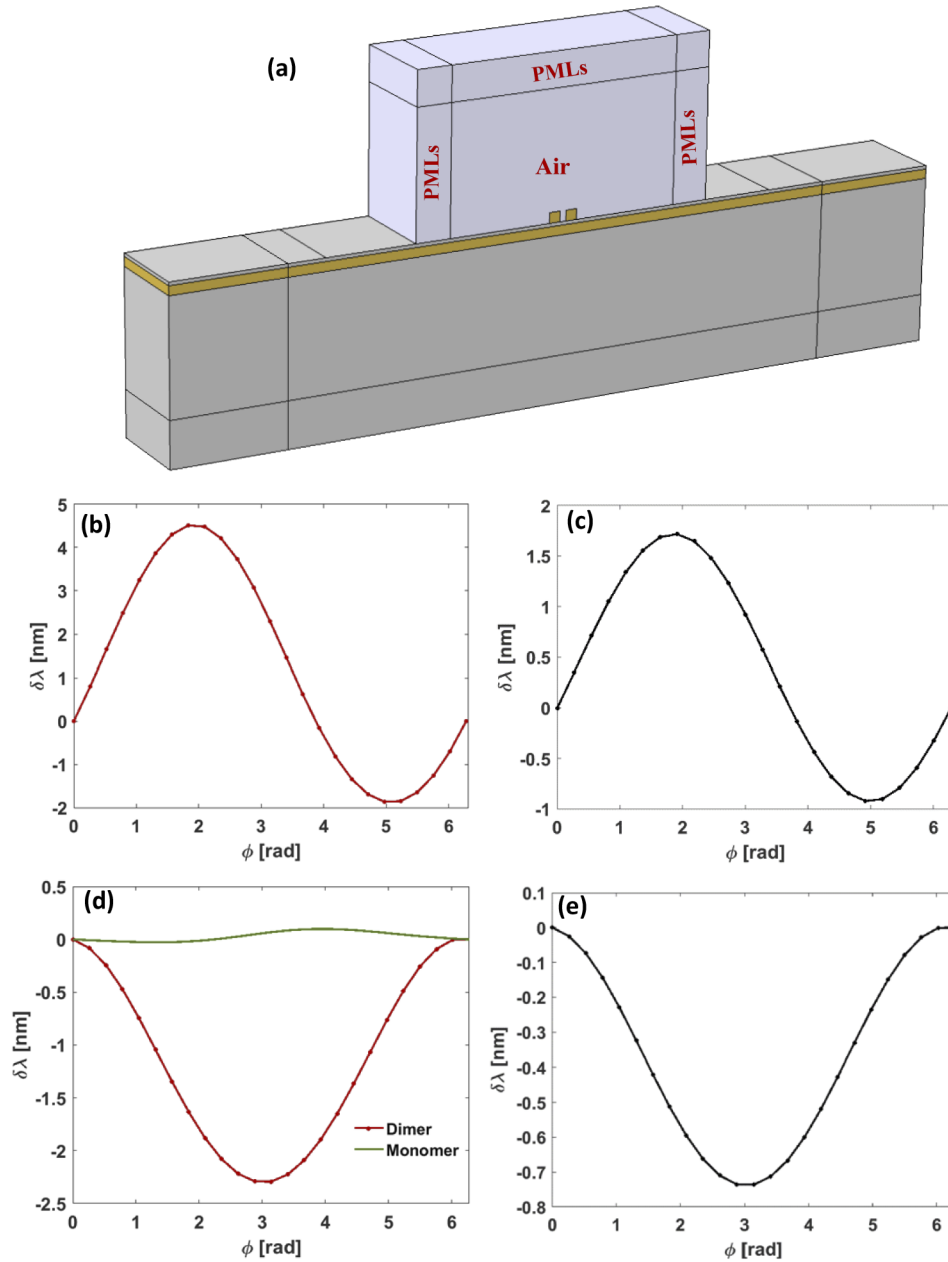 (a)
PMLs
PMLs
PMLs
Air
(b)
5
4
3
2
1
0
-1
-2
δλ [nm]
0 1 2 3 4 5 6
ϕ [rad]
(c)
2
1.5
1
0.5
0
-0.5
-1
δλ [nm]
0 1 2 3 4 5 6
ϕ [rad]
(d)
0.5
0
-0.5
-1
-1.5
-2
-2.5
δλ [nm]
Dimer
Monomer
0 1 2 3 4 5 6
ϕ [rad]
(e)
0.1
0
-0.1
-0.2
-0.3
-0.4
-0.5
-0.6
-0.7
-0.8
δλ [nm]
0 1 2 3 4 5 6
ϕ [rad]